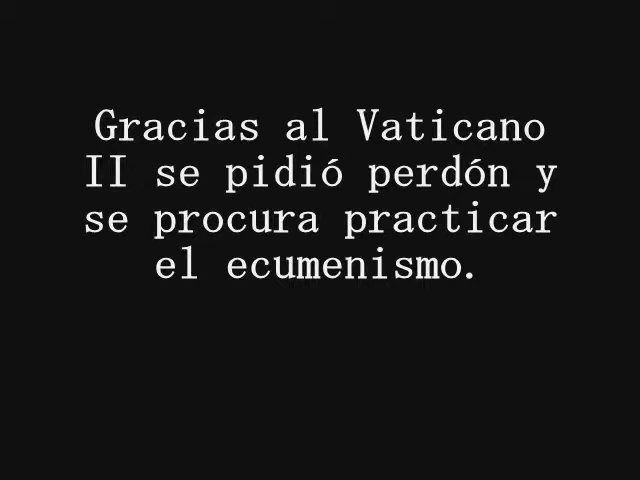 Gracias al Vaticano
II se pidió perdón y
se procura practicar
el ecumenismo.